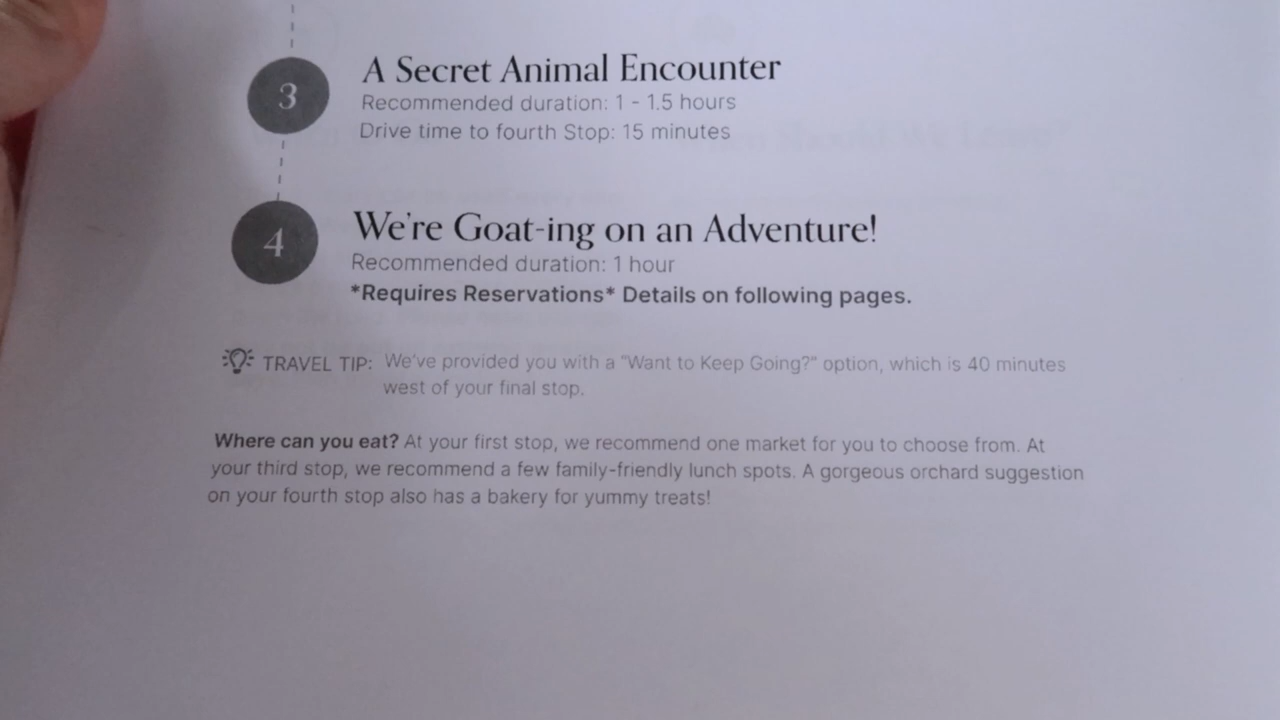 3
A Secret Animal Encounter
Recommended duration: 1 - 1.5 hours
Drive time to fourth Stop: 15 minutes
4
We're Goat-ing on an Adventure!
Recommended duration: 1 hour
*Requires Reservations* Details on following pages.
TRAVEL TIP: We've provided you with a "Want to Keep Going?" option, which is 40 minutes
west of your final stop.
Where can you eat? At your first stop, we recommend one market for you to choose from. At
your third stop, we recommend a few family-friendly lunch spots. A gorgeous orchard suggestion
on your fourth stop also has a bakery for yummy treats!